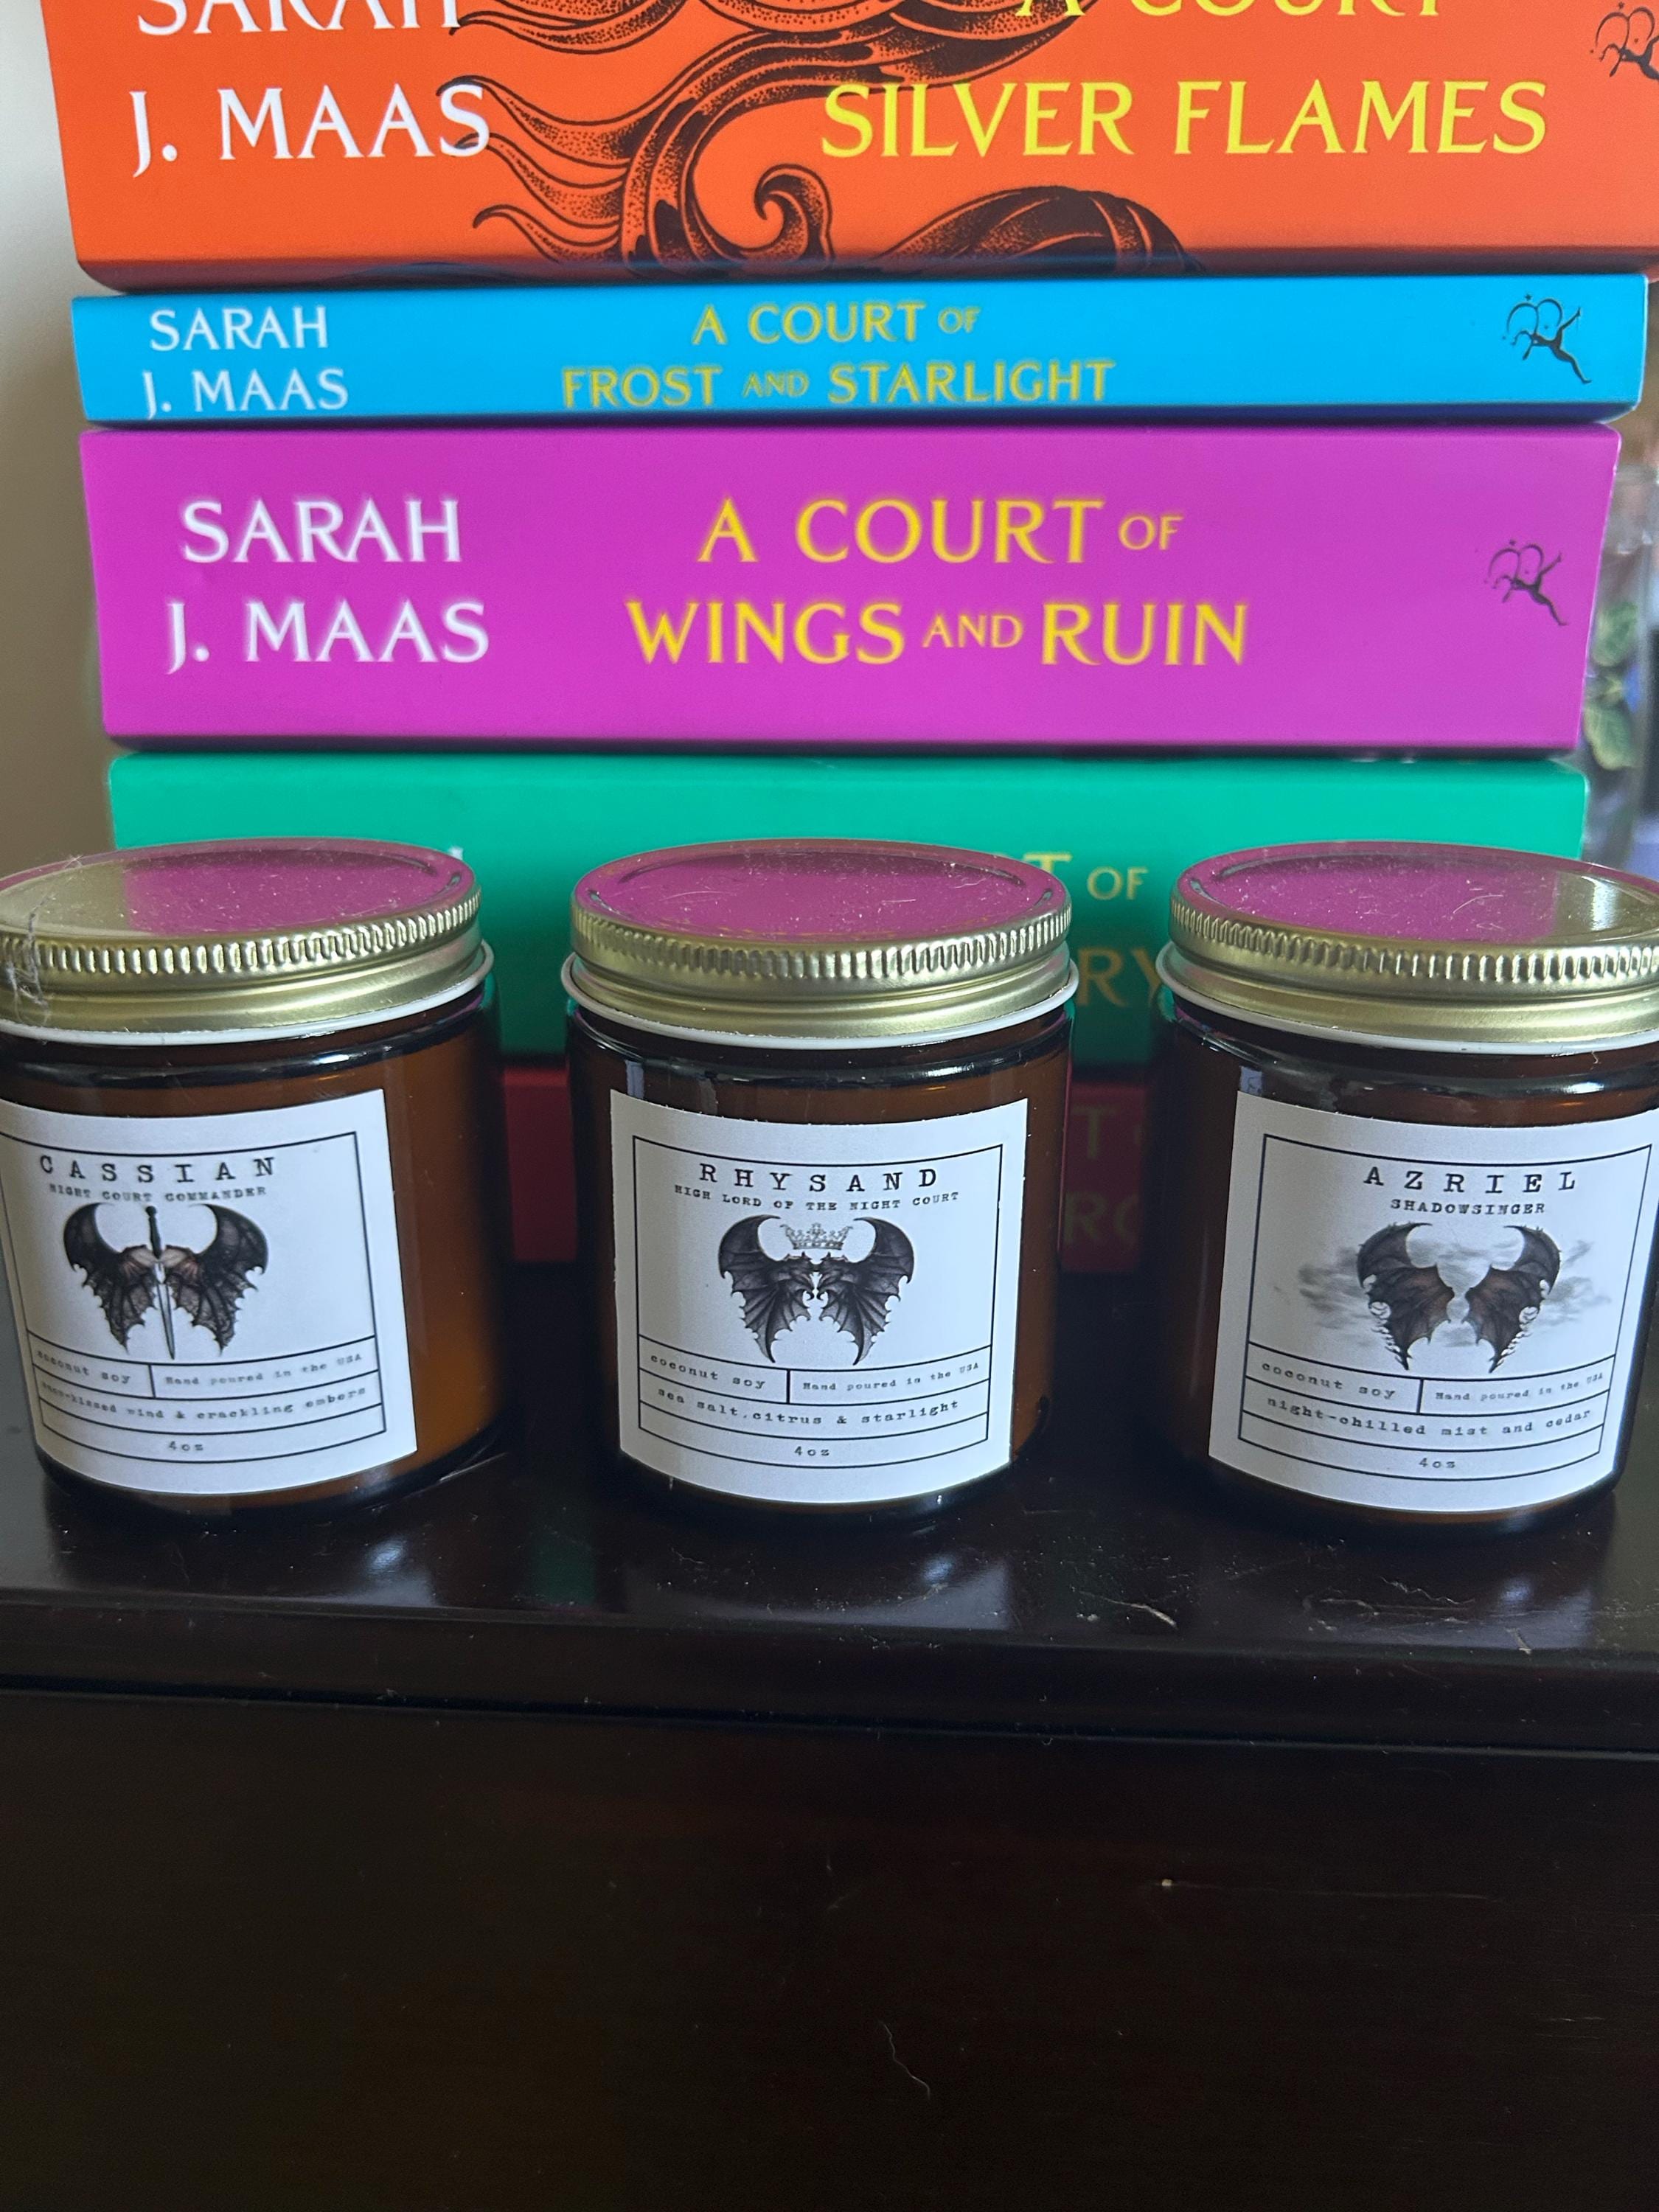 SARAH
J. MAAS
A COURT
SILVER FLAMES
SARAH
J. MAAS
A COURT OF
FROST AND STARLIGHT
SARAH
J. MAAS
A COURT OF
WINGS AND RUIN
OF
CASSIAN
NIGHT COURT COMMANDER
coconut soy
Hand poured in the USA
wind & crackling embers
4oz
RHYSAND
HIGH LORD OF THE NIGHT COURT
coconut soy
Hand poured in the USA
sea salt, citrus & starlight
4oz
AZRIEL
SHADOWSINGER
coconut soy
Hand poured in the USA
night-chilled mist and cedar
4oz